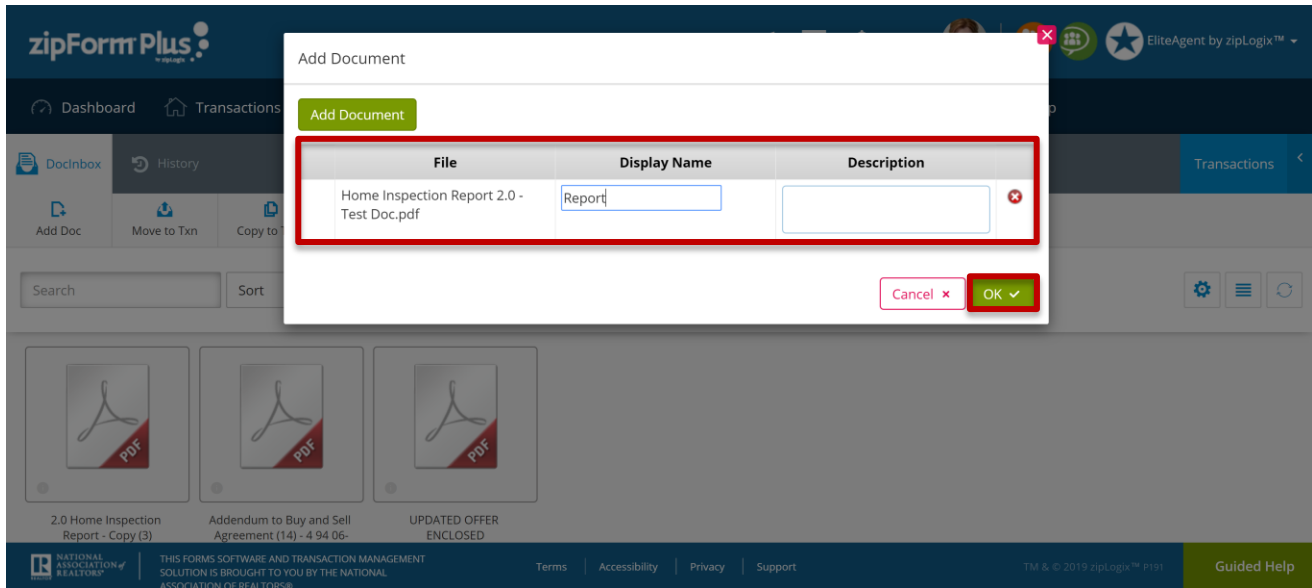 zipForm Plus
by zipLogix
EliteAgent by zipLogix™
Dashboard
Transactions
p
DocInbox
History
Transactions
Add Doc
Move to Txn
Copy to
Search
Sort
Add Document
Add Document
File
Display Name
Description
Home Inspection Report 2.0 -
Test Doc.pdf
Report
Cancel ×
OK ✓
PDF
PDF
PDF
2.0 Home Inspection
Report - Copy (3)
Addendum to Buy and Sell
Agreement (14) - 4 94 06-
UPDATED OFFER
ENCLOSED
NATIONAL
ASSOCIATION of
REALTORS®
THIS FORMS SOFTWARE AND TRANSACTION MANAGEMENT
SOLUTION IS BROUGHT TO YOU BY THE NATIONAL
ASSOCIATION OF REALTORS®
Terms | Accessibility | Privacy | Support
TM & © 2019 zipLogix™ P191
Guided Help